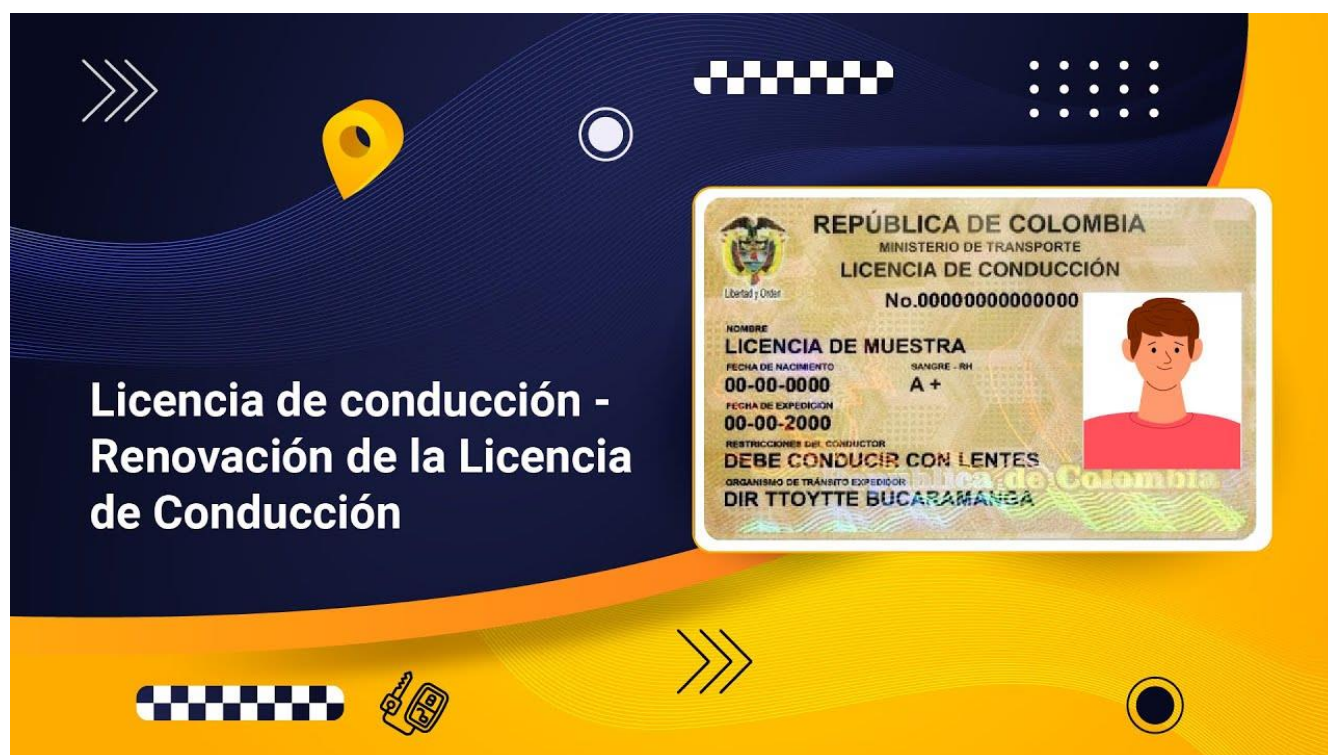 Licencia de conducción -
Renovación de la Licencia
de Conducción
REPÚBLICA DE COLOMBIA
MINISTERIO DE TRANSPORTE
LICENCIA DE CONDUCCIÓN
Libertad y Orden
No.00000000000000
NOMBRE
LICENCIA DE MUESTRA
FECHA DE NACIMIENTO SANGRE - RH
00-00-0000 A +
FECHA DE EXPEDICIÓN
00-00-2000
RESTRICCIONES DEL CONDUCTOR
DEBE CONDUCIR CON LENTES
de Colombia
ORGANISMO DE TRÁNSITO EXPEDIDOR
DIR TTOYTTE BUCARAMANGA